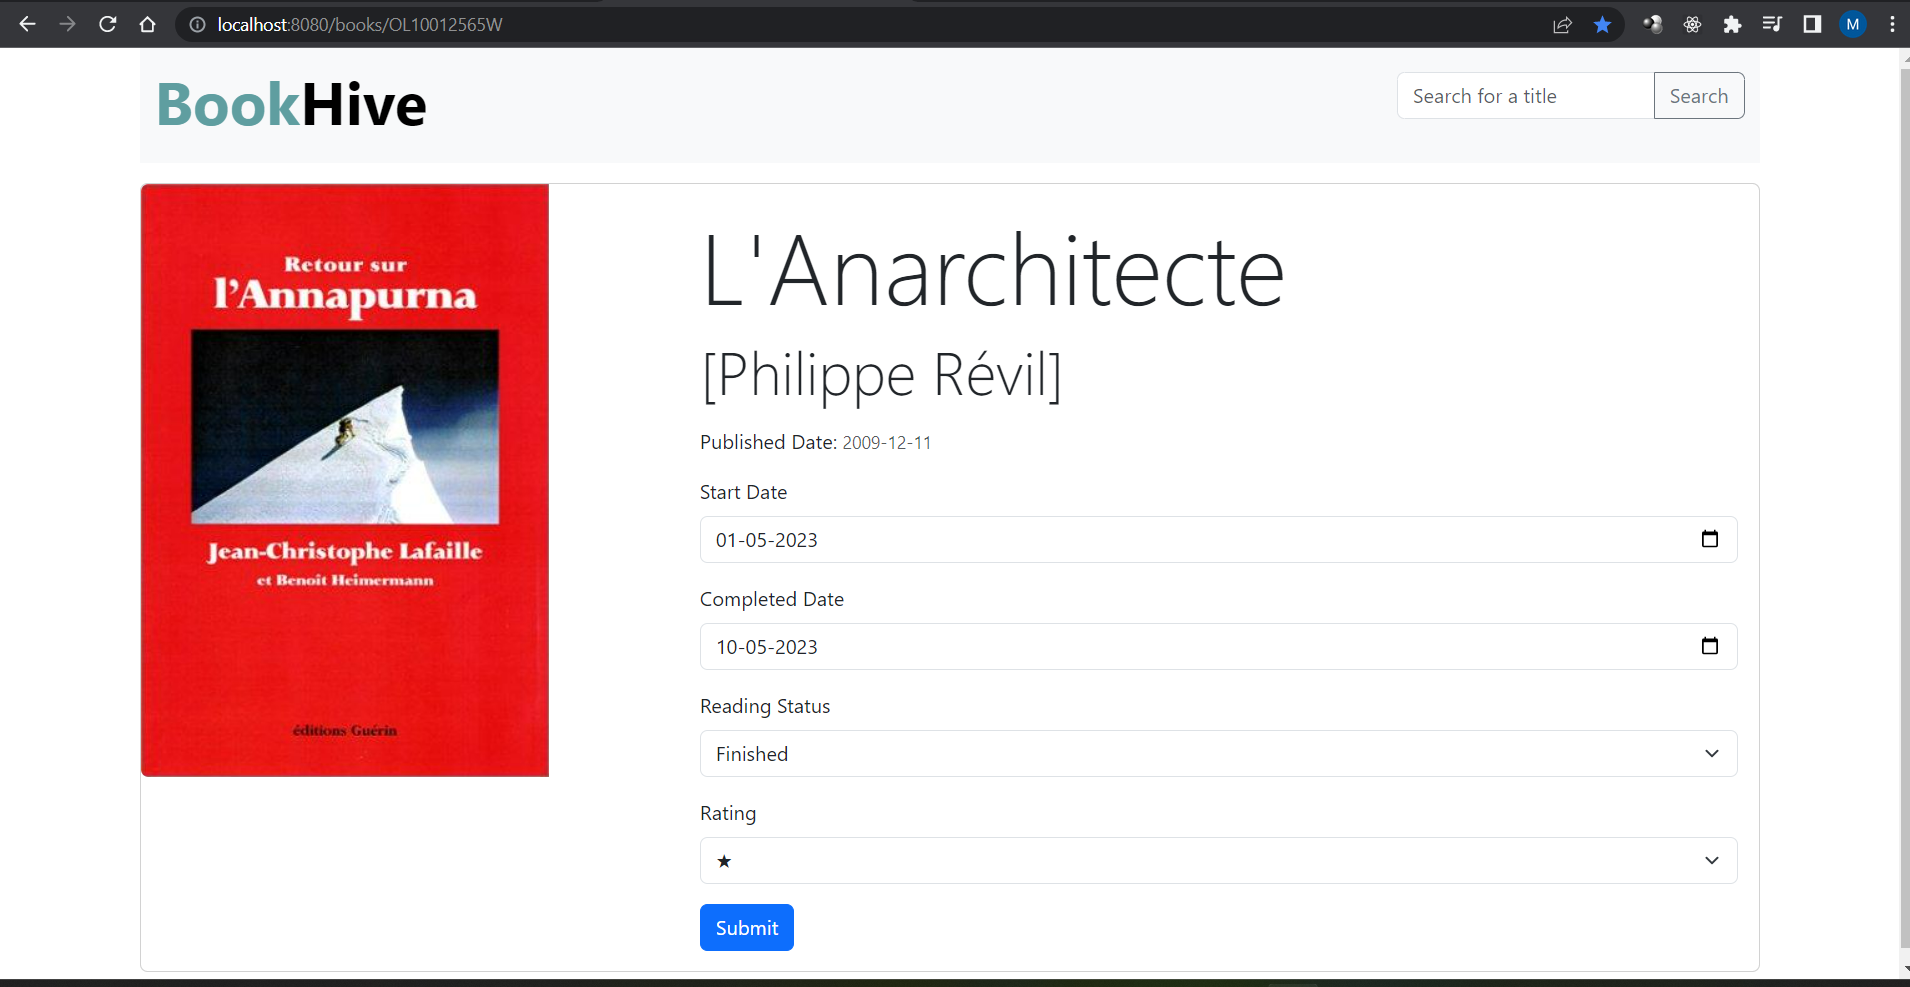 localhost:8080/books/OL10012565W
M
BookHive
Search for a title
Search
Retour sur
l'Annapurna
Jean-Christophe Lafaille
et Benoît Heimermann
éditions Guérin
L'Anarchitecte
[Philippe Révil]
Published Date: 2009-12-11
Start Date
01-05-2023
Completed Date
10-05-2023
Reading Status
Finished
Rating
★
Submit